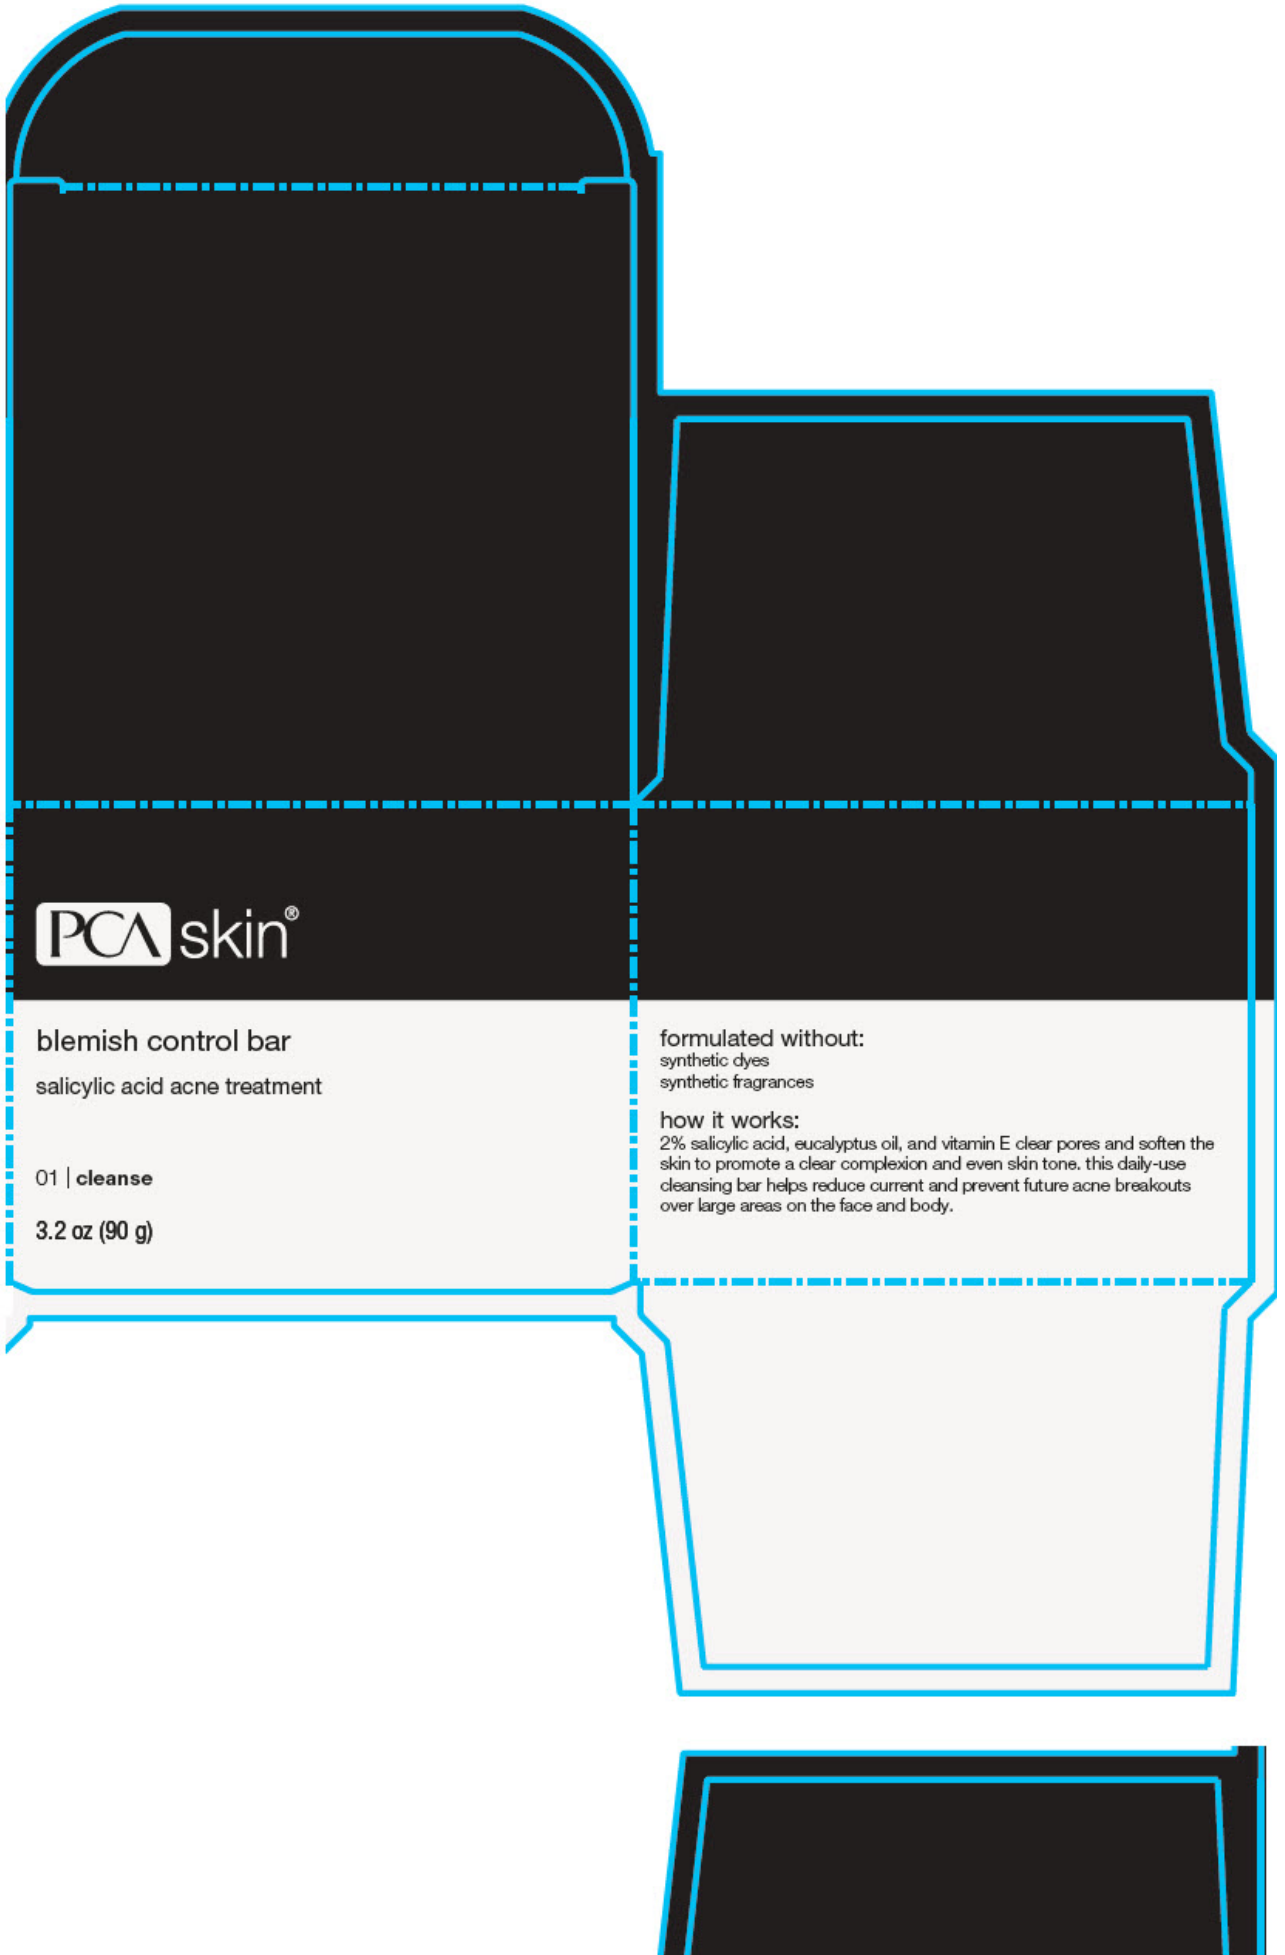 PCA skin®
blemish control bar
salicylic acid acne treatment
01 | cleanse
3.2 oz (90 g)
formulated without:
synthetic dyes
synthetic fragrances
how it works:
2% salicylic acid, eucalyptus oil, and vitamin E clear pores and soften the
skin to promote a clear complexion and even skin tone. this daily-use
cleansing bar helps reduce current and prevent future acne breakouts
over large areas on the face and body.